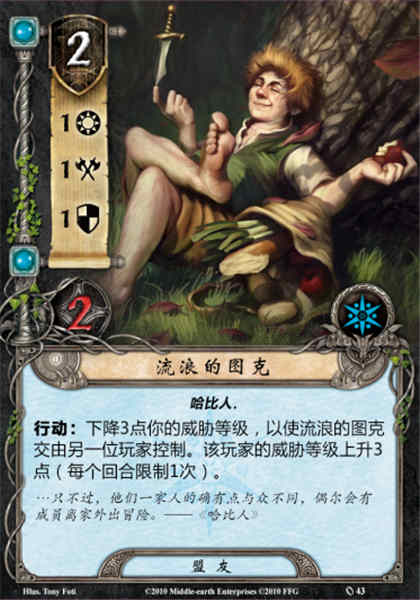 2
1
1
1
2
流浪的图克
哈比人.
行动：下降3点你的威胁等级，以使流浪的图克
交由另一位玩家控制。该玩家的威胁等级上升3
点（每个回合限制1次）。
…只不过，他们一家人的确有点与众不同，偶尔会有
成員离家外出冒险。——《哈比人》
盟友
Illus. Tony Foti
©2010 Middle-earth Enterprises ©2010 FFG
43